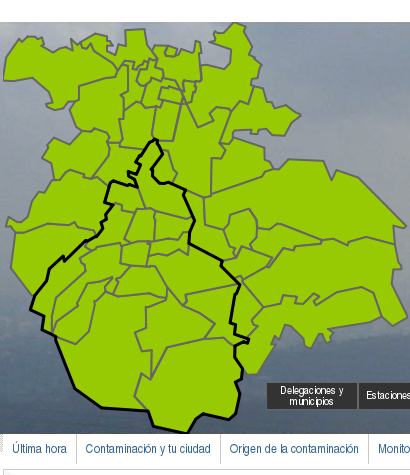 Delegaciones y
municipios
Estaciones
Última hora
Contaminación y tu ciudad
Origen de la contaminación
Monito